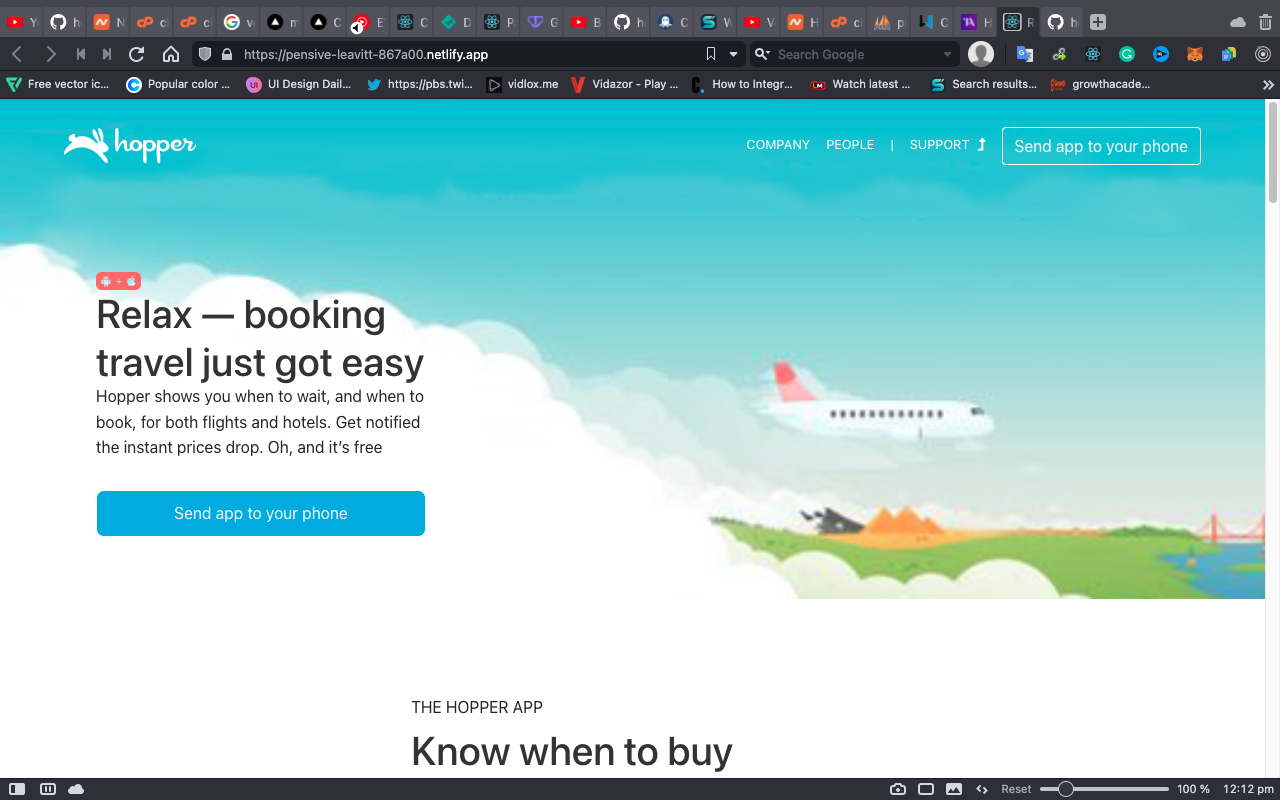 https://pensive-leavitt-867a00.netlify.app
Search Google
Free vector ic...
Popular color ...
UI Design Dail...
https://pbs.twi...
vidlox.me
Vidazor - Play ...
How to Integr...
Watch latest ...
Search results...
growthacade...
hopper
COMPANY PEOPLE | SUPPORT
Send app to your phone
Relax — booking
travel just got easy
Hopper shows you when to wait, and when to
book, for both flights and hotels. Get notified
the instant prices drop. Oh, and it’s free
Send app to your phone
THE HOPPER APP
Know when to buy
Reset
100 %
12:12 pm